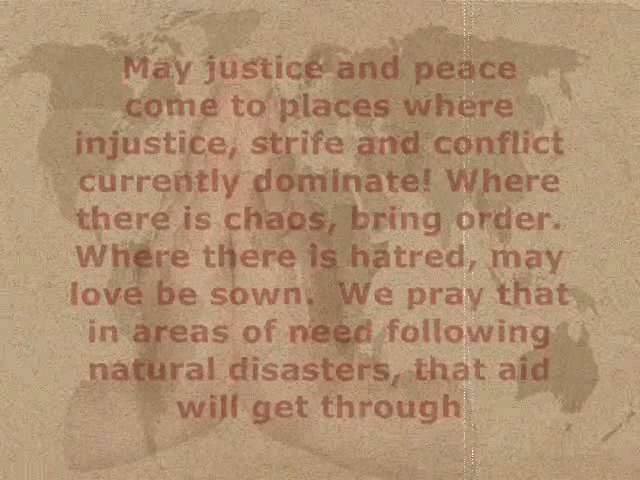 May justice and peace
come to places where
injustice, strife and conflict
currently dominate! Where
there is chaos, bring order.
Where there is hatred, may
love be sown.  We pray that
in areas of need following
natural disasters, that aid
will get through